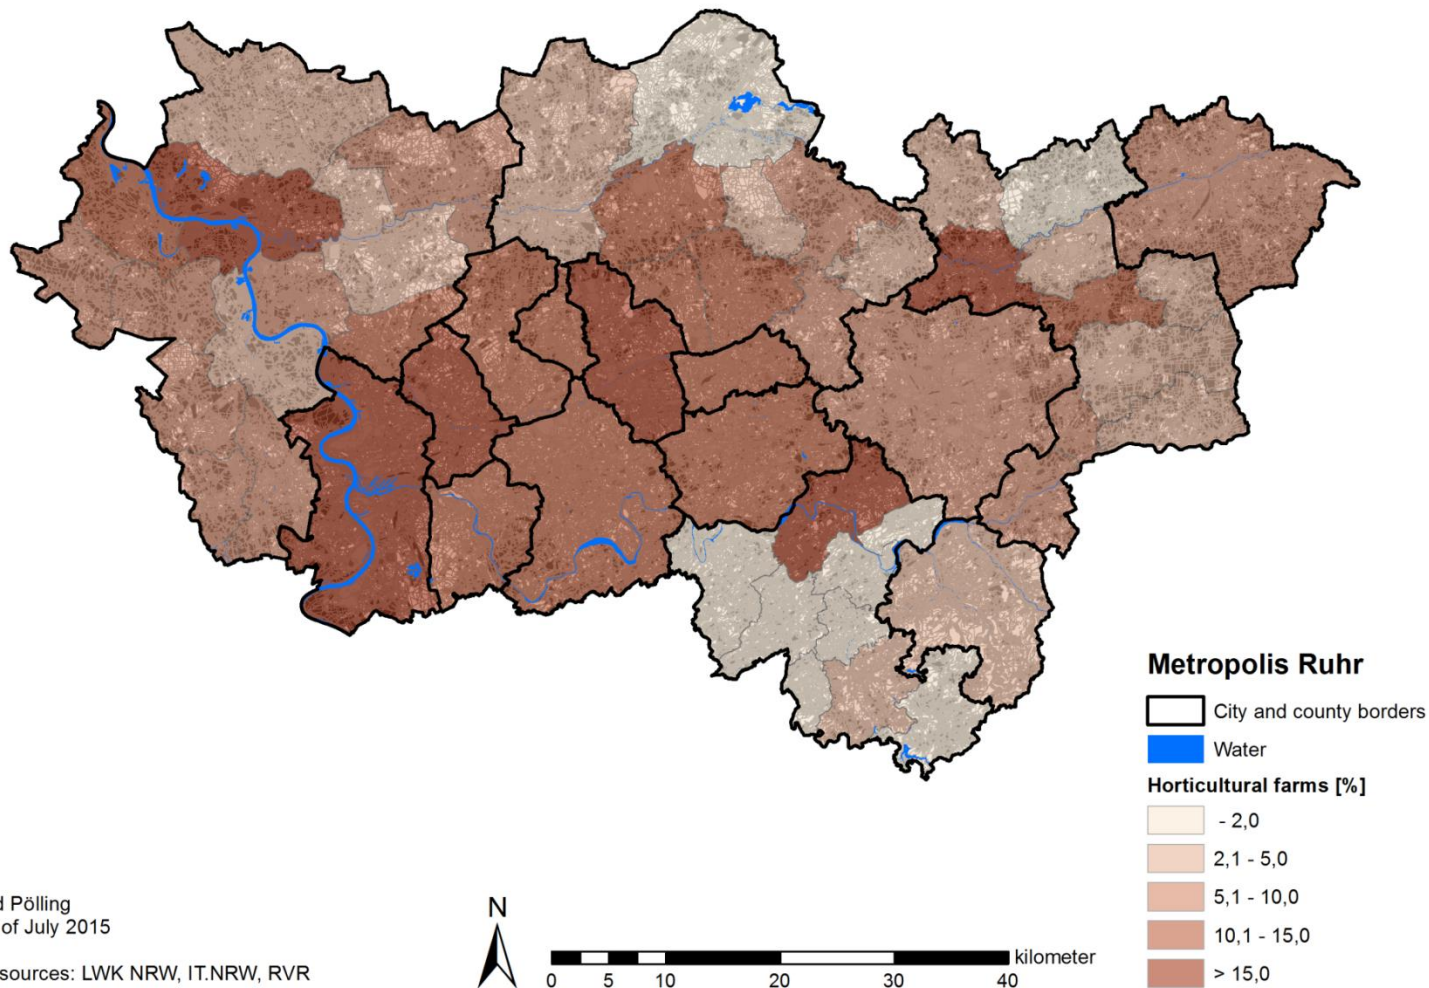 Metropolis Ruhr
City and county borders
Water
Horticultural farms [%]
- 2,0
2,1 - 5,0
5,1 - 10,0
10,1 - 15,0
> 15,0
Pölling
of July 2015
sources: LWK NRW, IT.NRW, RVR
N
kilometer
0 5 10 20 30 40